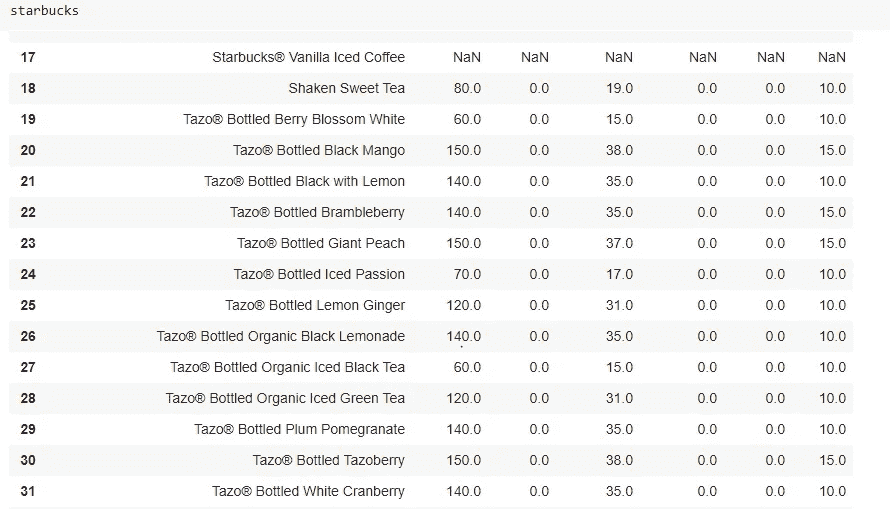 starbucks
17 Starbucks® Vanilla Iced Coffee NaN NaN NaN NaN NaN NaN
18 Shaken Sweet Tea 80.0 0.0 19.0 0.0 0.0 10.0
19 Tazo® Bottled Berry Blossom White 60.0 0.0 15.0 0.0 0.0 10.0
20 Tazo® Bottled Black Mango 150.0 0.0 38.0 0.0 0.0 15.0
21 Tazo® Bottled Black with Lemon 140.0 0.0 35.0 0.0 0.0 10.0
22 Tazo® Bottled Brambleberry 140.0 0.0 35.0 0.0 0.0 15.0
23 Tazo® Bottled Giant Peach 150.0 0.0 37.0 0.0 0.0 15.0
24 Tazo® Bottled Iced Passion 70.0 0.0 17.0 0.0 0.0 10.0
25 Tazo® Bottled Lemon Ginger 120.0 0.0 31.0 0.0 0.0 10.0
26 Tazo® Bottled Organic Black Lemonade 140.0 0.0 35.0 0.0 0.0 10.0
27 Tazo® Bottled Organic Iced Black Tea 60.0 0.0 15.0 0.0 0.0 10.0
28 Tazo® Bottled Organic Iced Green Tea 120.0 0.0 31.0 0.0 0.0 10.0
29 Tazo® Bottled Plum Pomegranate 140.0 0.0 35.0 0.0 0.0 10.0
30 Tazo® Bottled Tazoberry 150.0 0.0 38.0 0.0 0.0 15.0
31 Tazo® Bottled White Cranberry 140.0 0.0 35.0 0.0 0.0 10.0